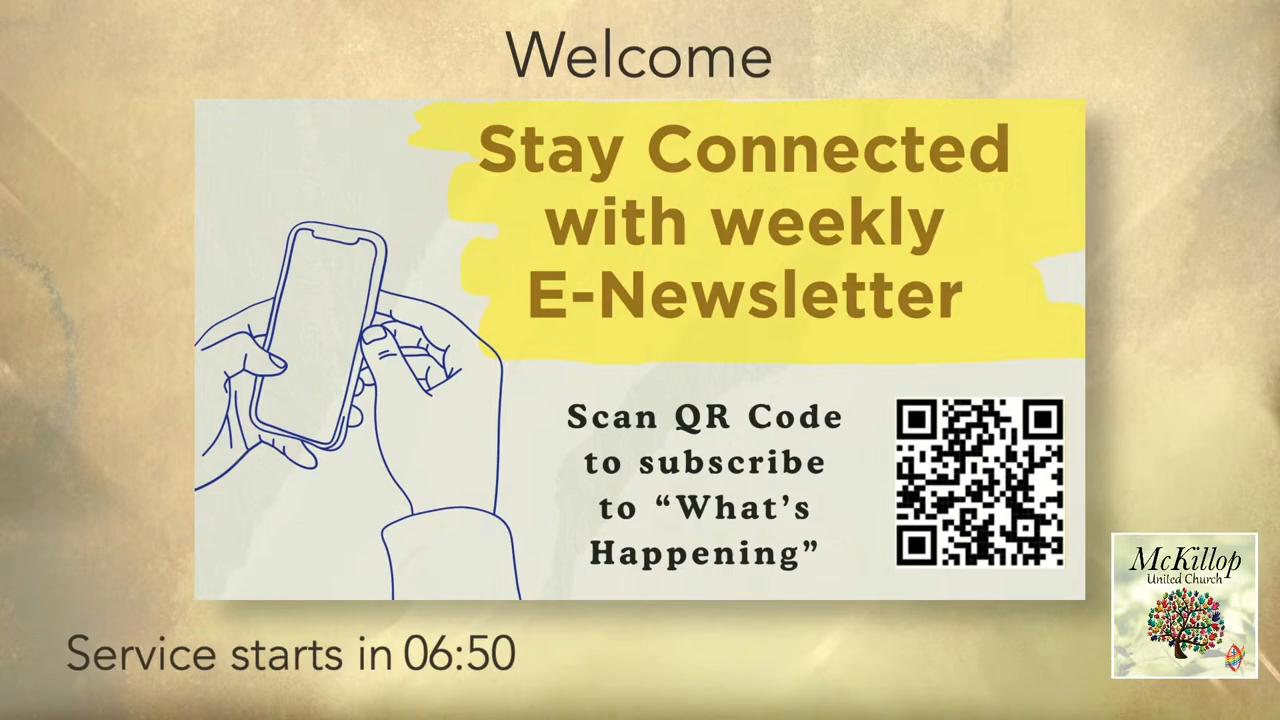 Welcome
Stay Connected
with weekly
E-Newsletter
Scan QR Code
to subscribe
to “What’s
Happening”
McKillop
United Church
Service starts in 06:50